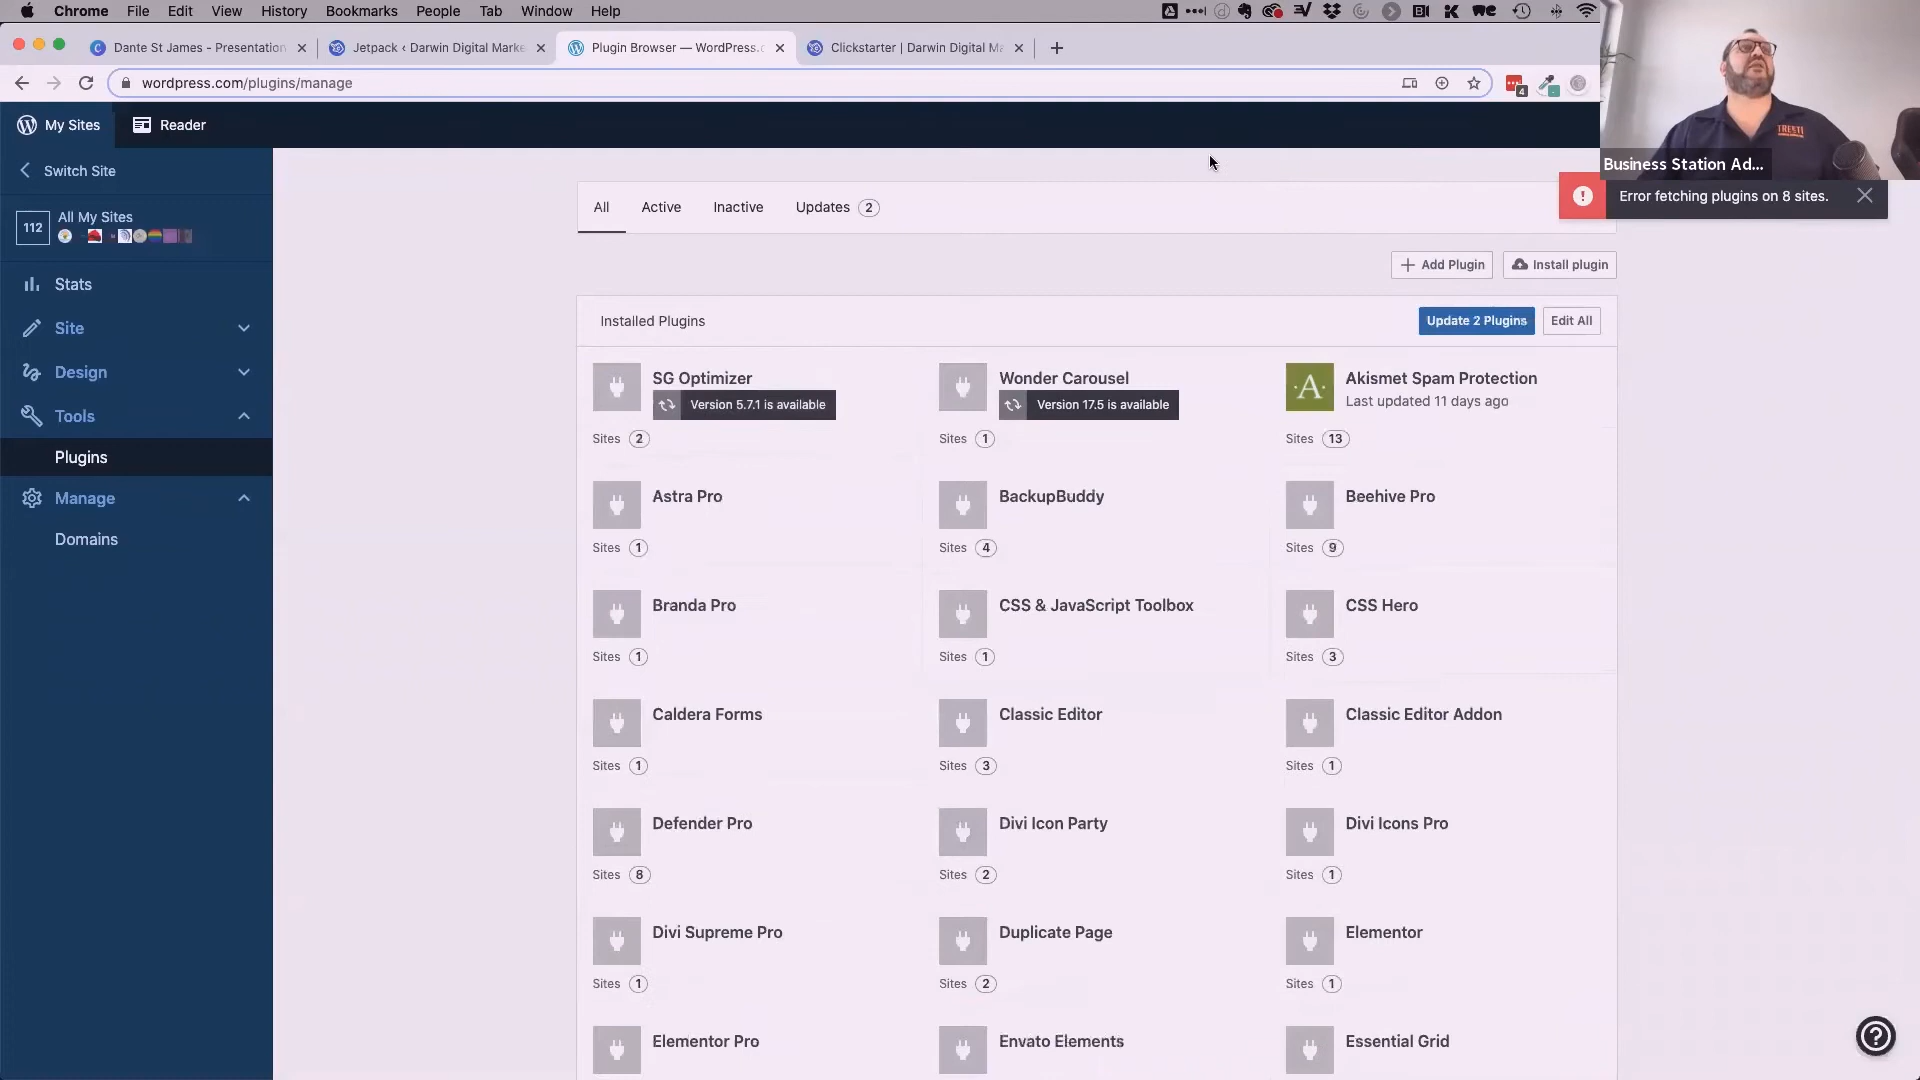 Chrome File Edit View History Bookmarks People Tab Window Help
Dante St James - Presentation
Jetpack ‹ Darwin Digital Marke
Plugin Browser — WordPress.c
Clickstarter | Darwin Digital Ma
wordpress.com/plugins/manage
4
My Sites
Reader
TREETI
Business Station Ad...
Error fetching plugins on 8 sites.
Switch Site
112
All My Sites
Stats
Site
Design
Tools
Plugins
Manage
Domains
All Active Inactive Updates 2
Add Plugin Install plugin
Installed Plugins
Update 2 Plugins Edit All
SG Optimizer
Version 5.7.1 is available
Sites 2
Wonder Carousel
Version 17.5 is available
Sites 1
A
Akismet Spam Protection
Last updated 11 days ago
Sites 13
Astra Pro
Sites 1
BackupBuddy
Sites 4
Beehive Pro
Sites 9
Branda Pro
Sites 1
CSS & JavaScript Toolbox
Sites 1
CSS Hero
Sites 3
Caldera Forms
Sites 1
Classic Editor
Sites 3
Classic Editor Addon
Sites 1
Defender Pro
Sites 8
Divi Icon Party
Sites 2
Divi Icons Pro
Sites 1
Divi Supreme Pro
Sites 1
Duplicate Page
Sites 2
Elementor
Sites 1
Elementor Pro
Envato Elements
Essential Grid